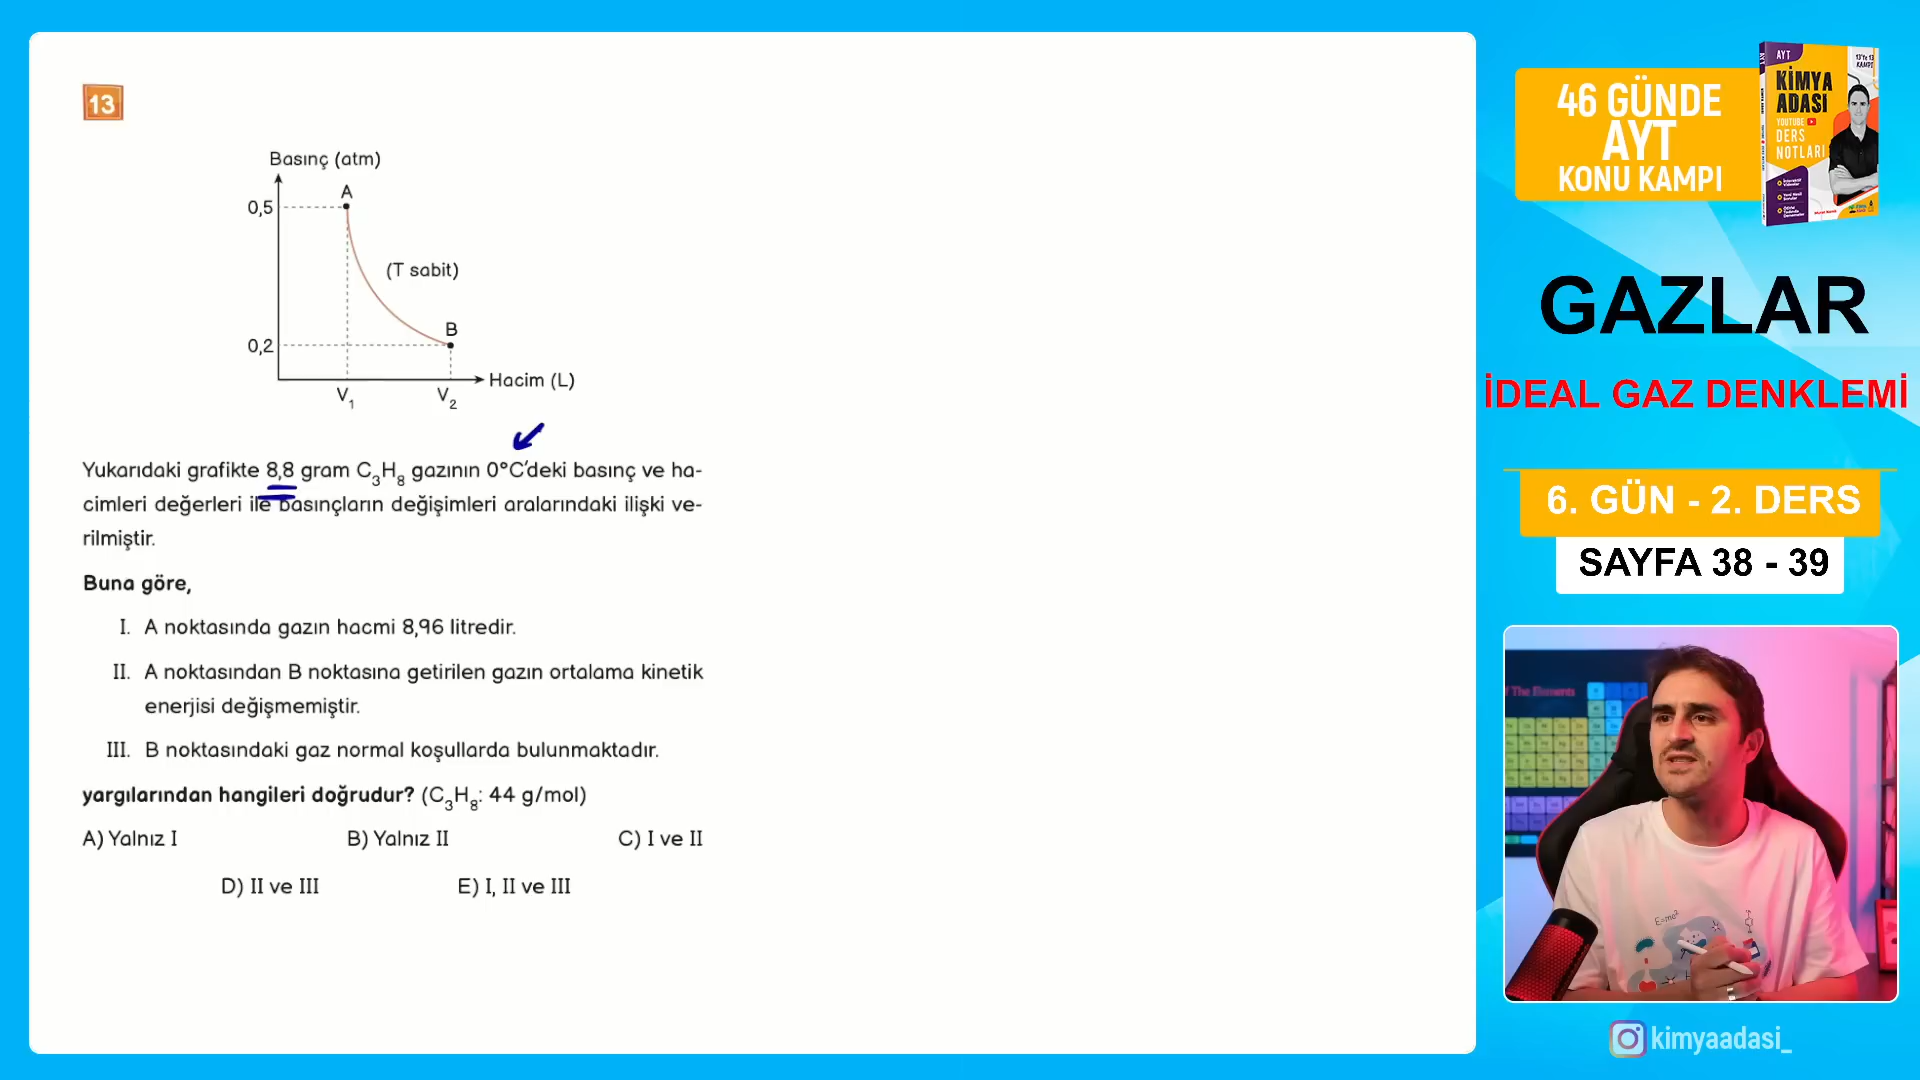 13
Basınç (atm)
A
0,5
(T sabit)
B
0,2
Hacim (L)
V₁ V₂
Yukarıdaki grafikte 8,8 gram C₃H₈ gazının 0°C'deki basınç ve ha-
cimleri değerleri ile basınçların değişimleri aralarındaki ilişki ve-
rilmiştir.
Buna göre,
I. A noktasında gazın hacmi 8,96 litredir.
II. A noktasından B noktasına getirilen gazın ortalama kinetik
enerjisi değişmemiştir.
III. B noktasındaki gaz normal koşullarda bulunmaktadır.
yargılarından hangileri doğrudur? (C₃H₈: 44 g/mol)
A) Yalnız I B) Yalnız II C) I ve II
D) II ve III E) I, II ve III
46 GÜNDE
AYT
KONU KAMPI
AYT
KİMYA
ADASI
YOUTUBE
DERS
NOTLARI
GAZLAR
İDEAL GAZ DENKLEMİ
6. GÜN - 2. DERS
SAYFA 38 - 39
The Elements
kimyaadasi_